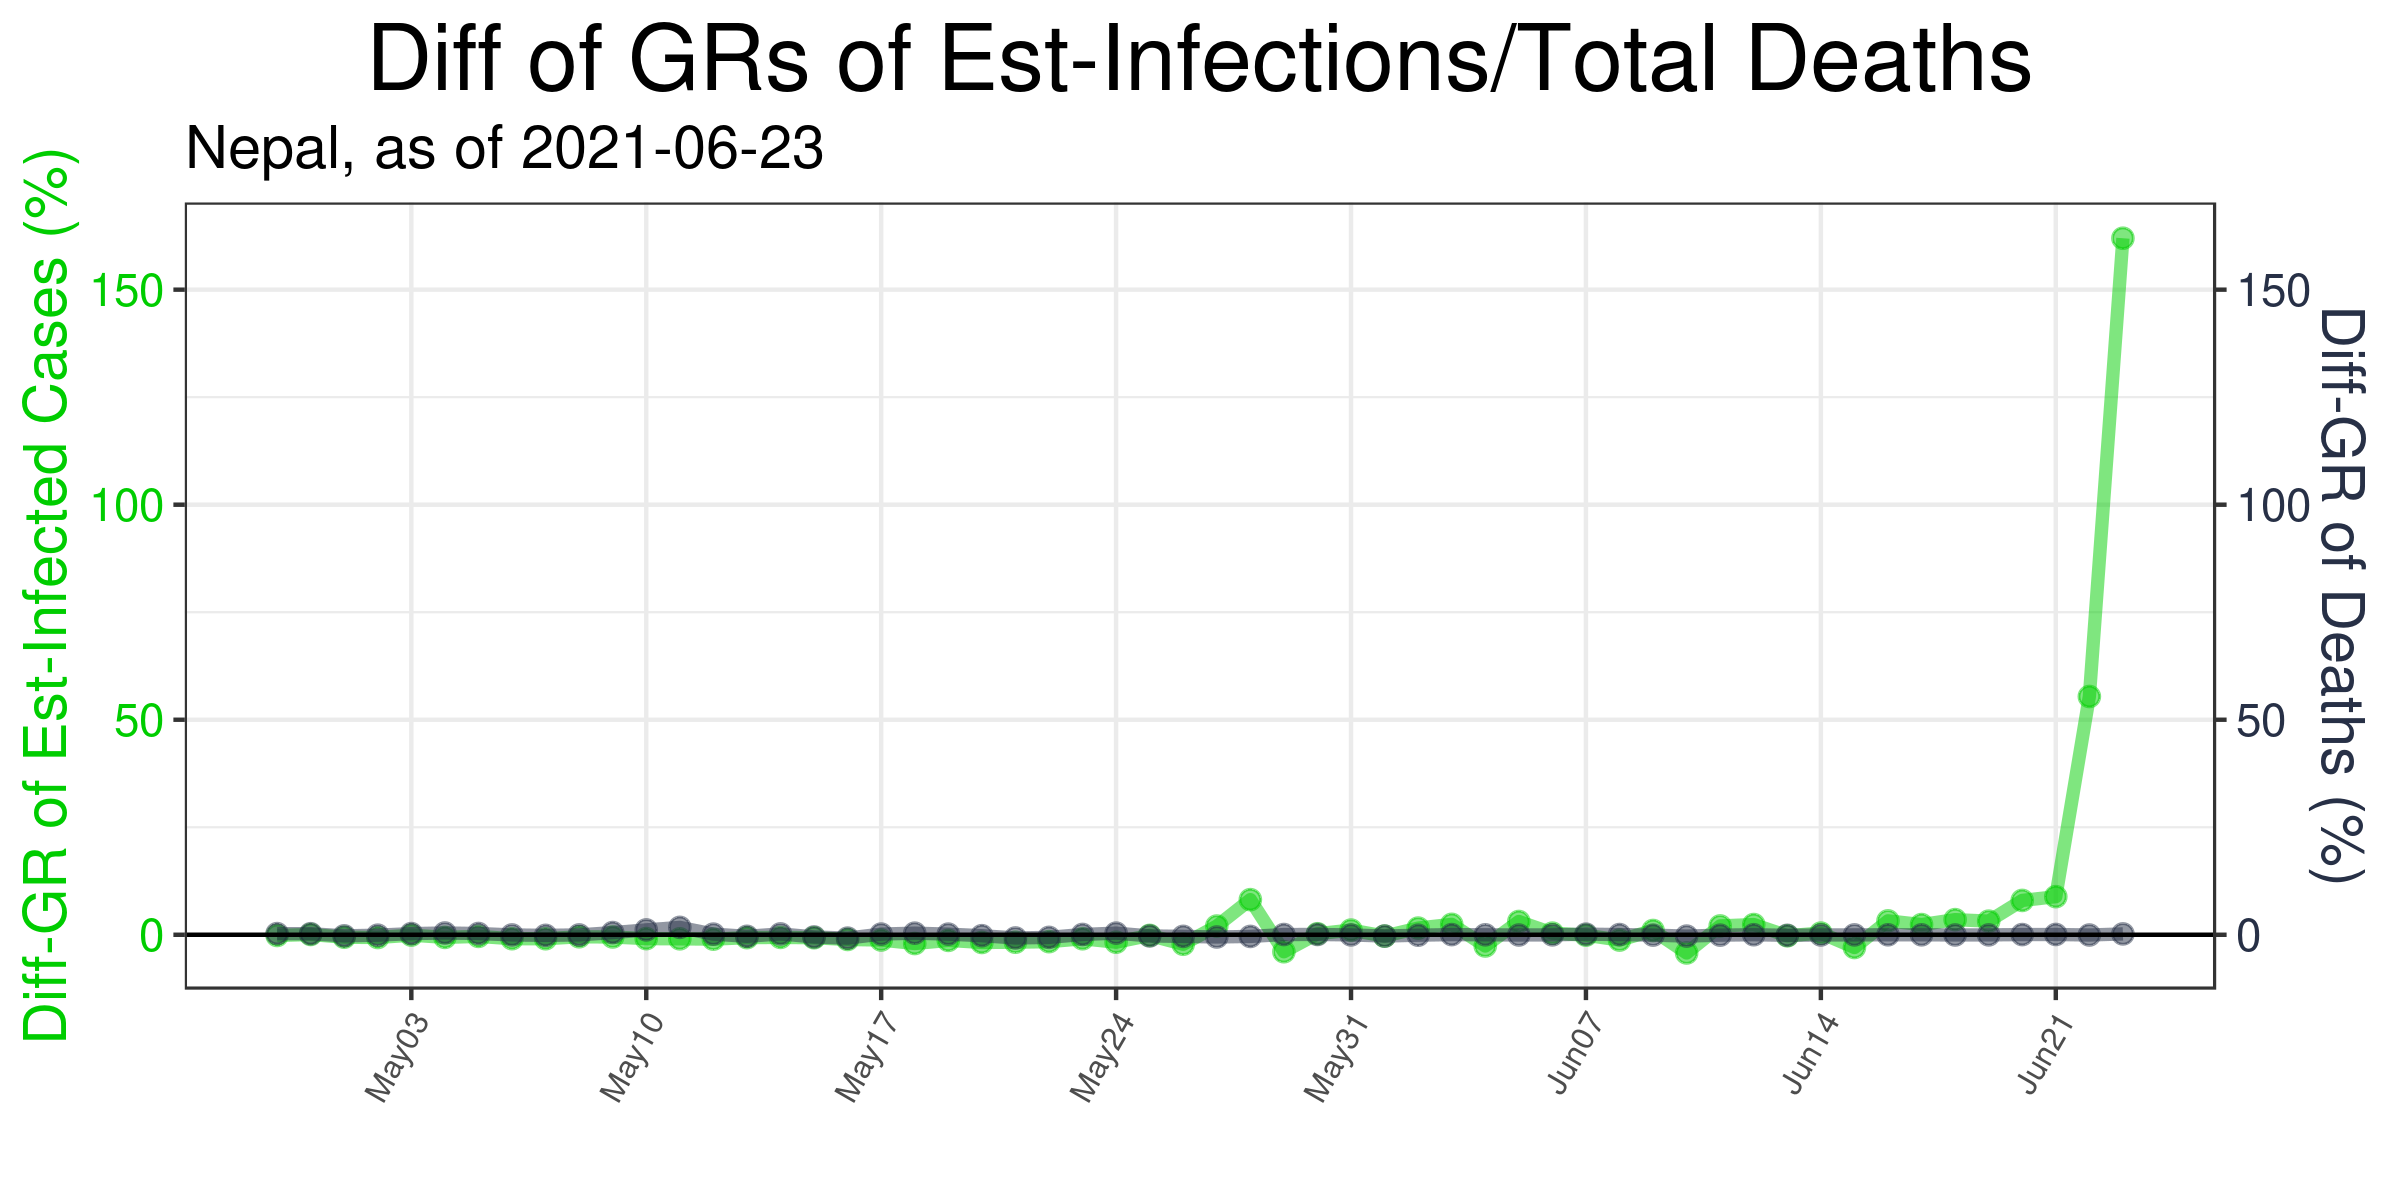 Diff of GRs of Est-Infections/Total Deaths
Nepal, as of 2021-06-23
Diff-GR of Est-Infected Cases (%)
150
100
50
0
150
100
50
0
Diff-GR of Deaths (%)
May03
May10
May17
May24
May31
Jun07
Jun14
Jun21